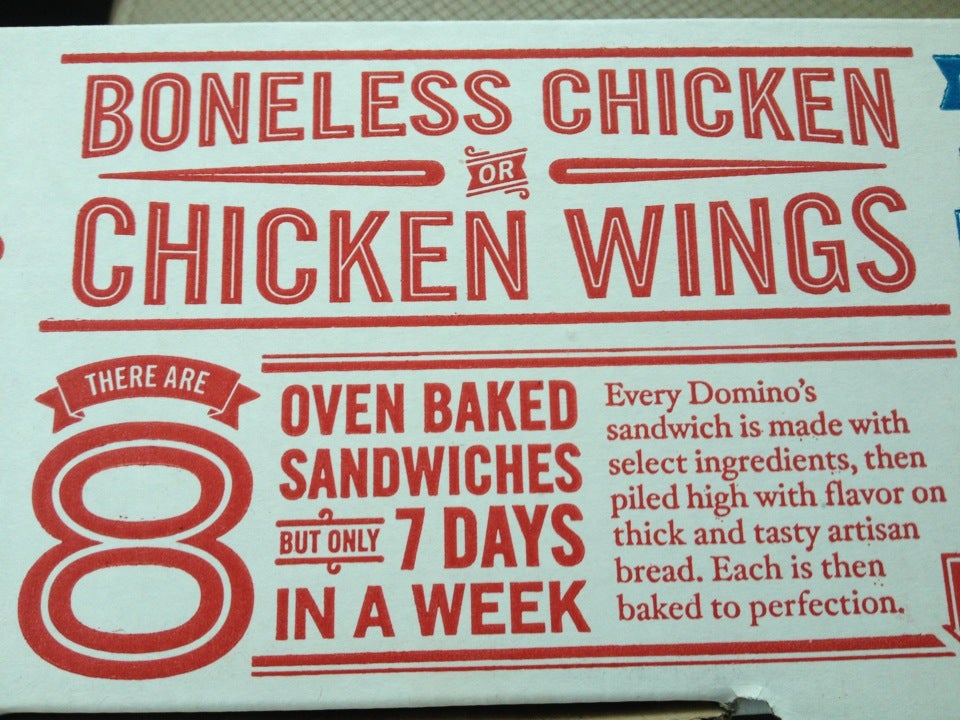 BONELESS CHICKEN
OR
CHICKEN WINGS
THERE ARE
8
OVEN BAKED
SANDWICHES
BUT ONLY 7 DAYS
IN A WEEK
Every Domino's
sandwich is made with
select ingredients, then
piled high with flavor on
thick and tasty artisan
bread. Each is then
baked to perfection.